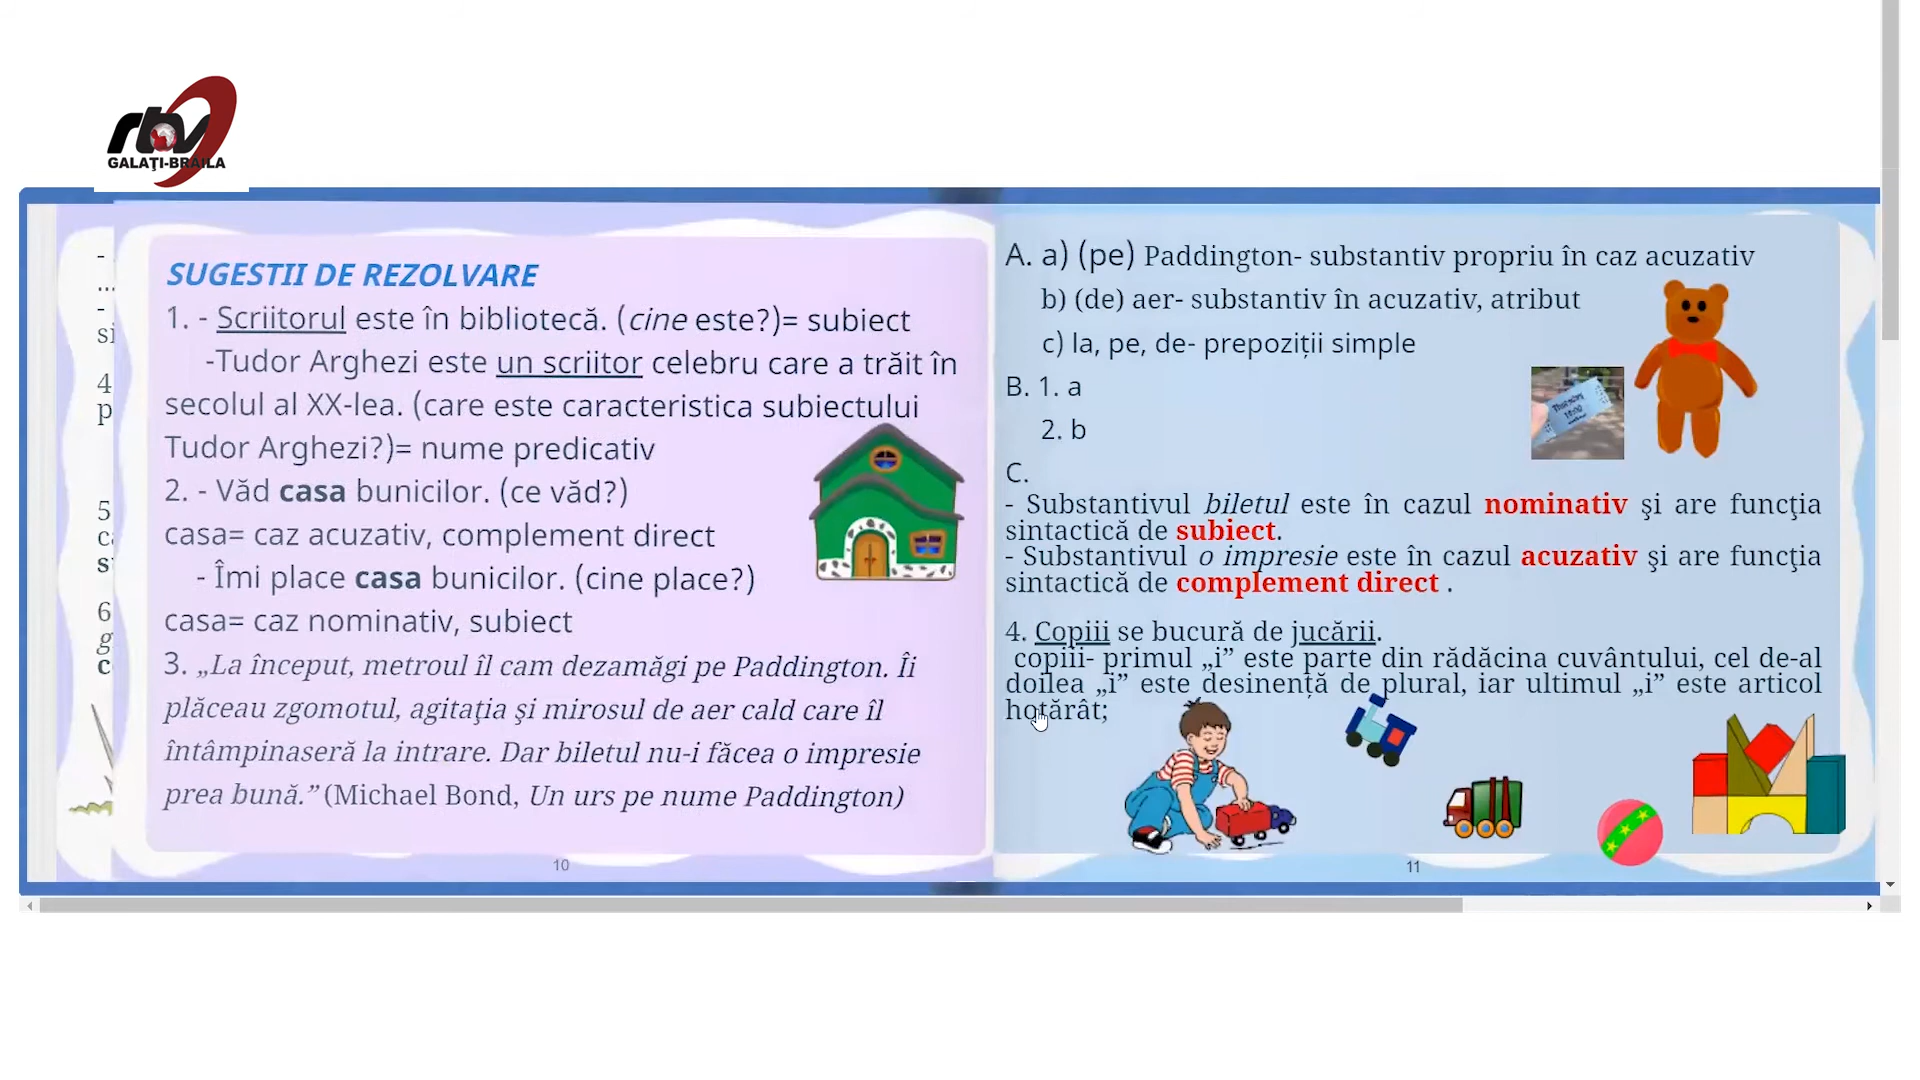 rtv
GALAŢI-BRĂILA
SUGESTII DE REZOLVARE
1. - Scriitorul este în bibliotecă. (cine este?)= subiect
-Tudor Arghezi este un scriitor celebru care a trăit în
secolul al XX-lea. (care este caracteristica subiectului
Tudor Arghezi?)= nume predicativ
2. - Văd casa bunicilor. (ce văd?)
casa= caz acuzativ, complement direct
- Îmi place casa bunicilor. (cine place?)
casa= caz nominativ, subiect
3. „La început, metroul îl cam dezamăgi pe Paddington. Îi
plăceau zgomotul, agitaţia şi mirosul de aer cald care îl
întâmpinaseră la intrare. Dar biletul nu-i făcea o impresie
prea bună.” (Michael Bond, Un urs pe nume Paddington)
10
A. a) (pe) Paddington- substantiv propriu în caz acuzativ
b) (de) aer- substantiv în acuzativ, atribut
c) la, pe, de- prepoziții simple
B. 1. a
2. b
C.
- Substantivul biletul este în cazul nominativ şi are funcţia
sintactică de subiect.
- Substantivul o impresie este în cazul acuzativ şi are funcţia
sintactică de complement direct .
4. Copiii se bucură de jucării.
copiii- primul „i” este parte din rădăcina cuvântului, cel de-al
doilea „i” este desinență de plural, iar ultimul „i” este articol
hotărât;
11